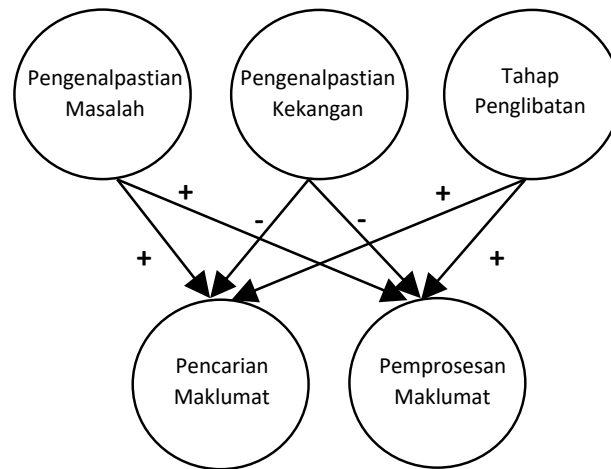 Pengenalpastian
Masalah
Pengenalpastian
Kekangan
Tahap
Penglibatan
+
-
-
+
+
+
Pencarian
Maklumat
Pemprosesan
Maklumat